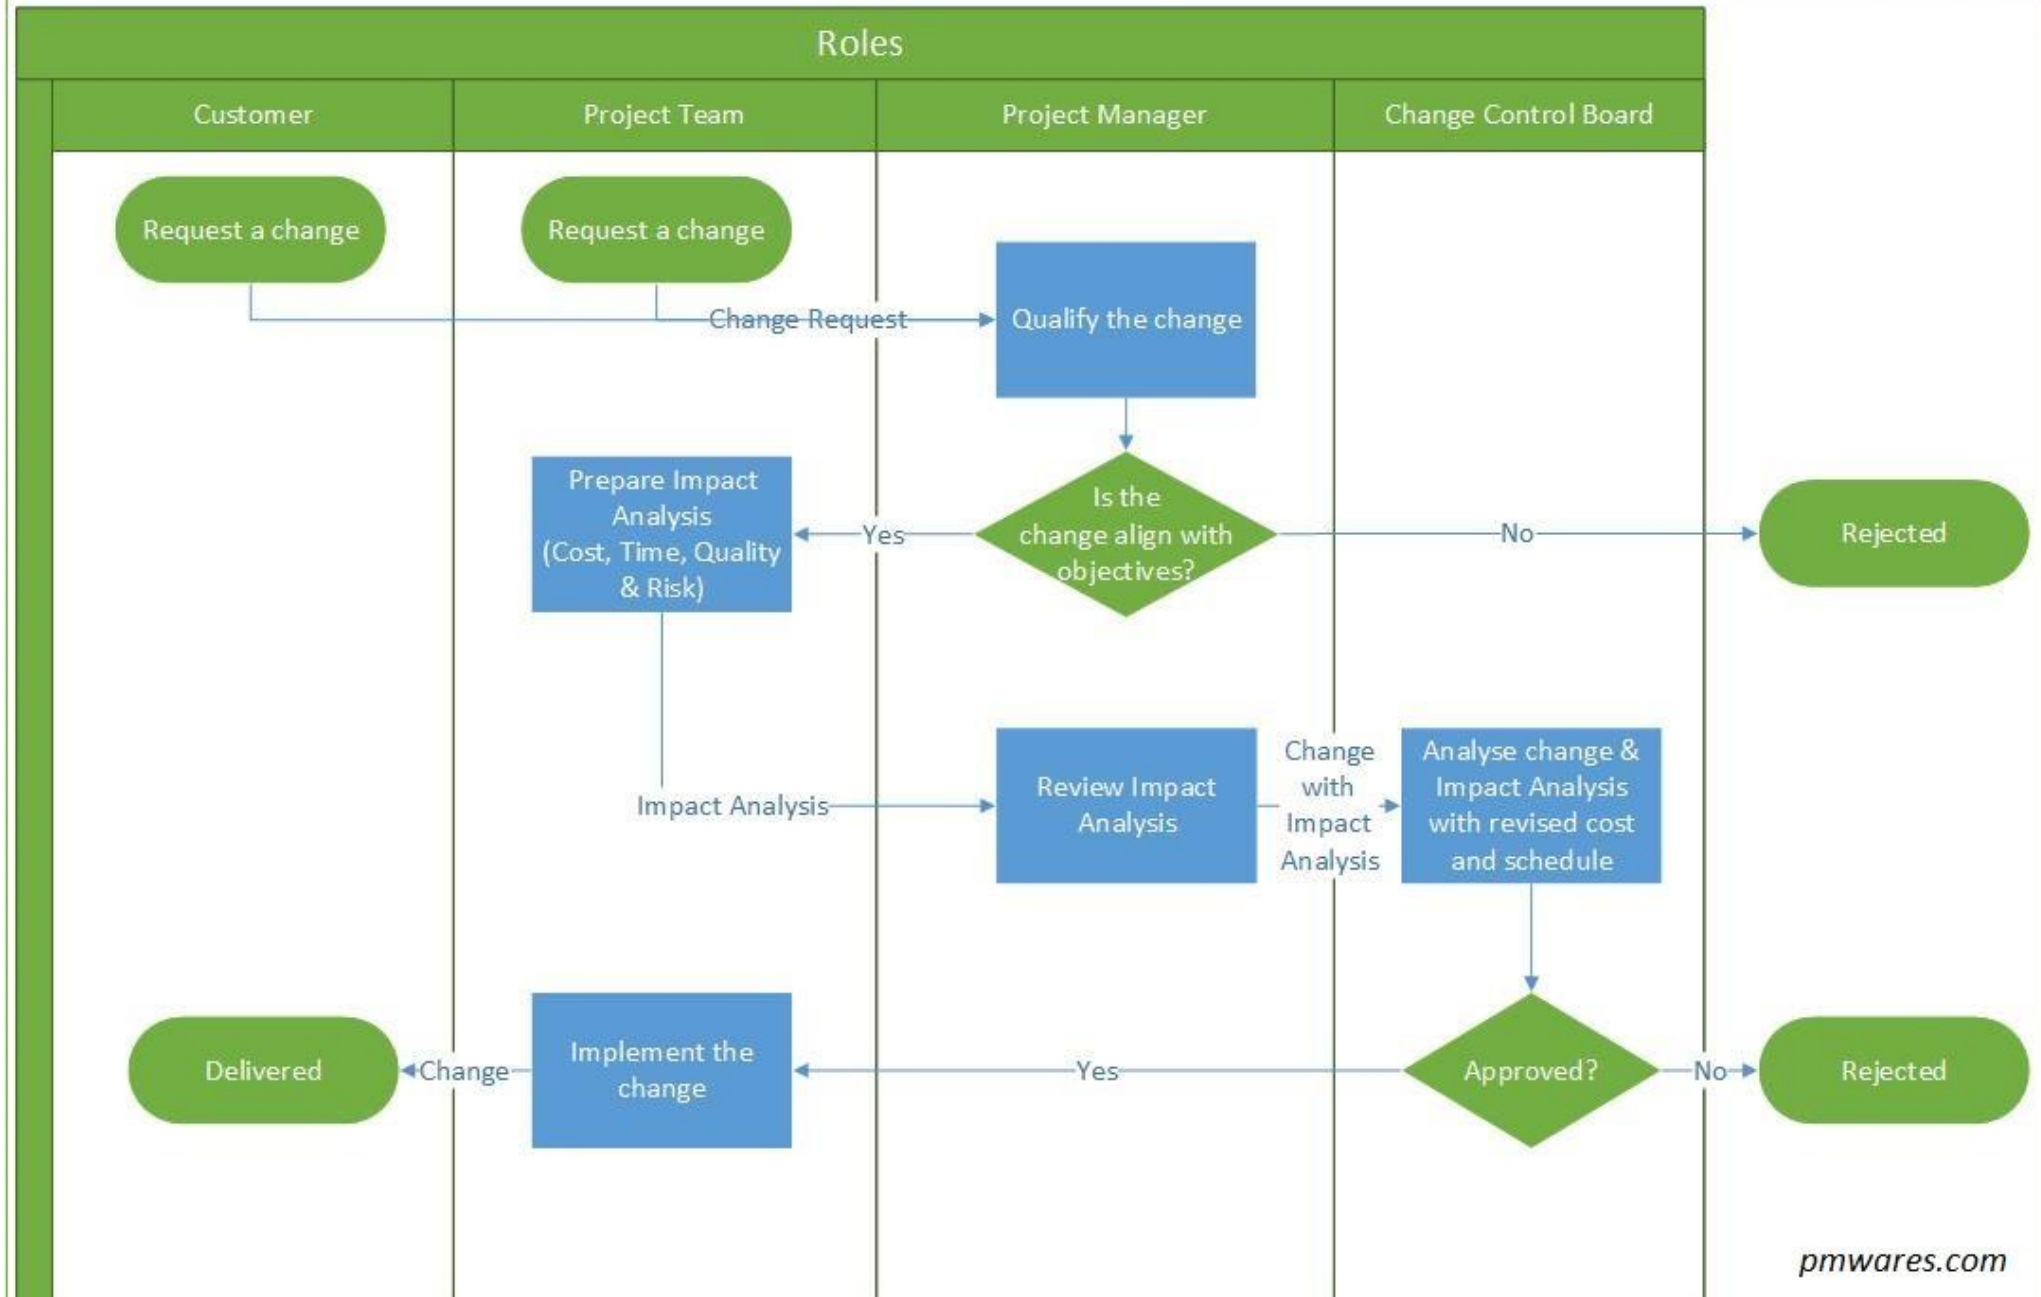 Roles
Customer
Project Team
Project Manager
Change Control Board
Request a change
Request a change
Change Request
Qualify the change
Prepare Impact
Analysis
(Cost, Time, Quality
& Risk)
Yes
Is the
change align with
objectives?
No
Rejected
Impact Analysis
Review Impact
Analysis
Change
with
Impact
Analysis
Analyse change &
Impact Analysis
with revised cost
and schedule
Delivered
Change
Implement the
change
Yes
Approved?
No
Rejected
pmwares.com